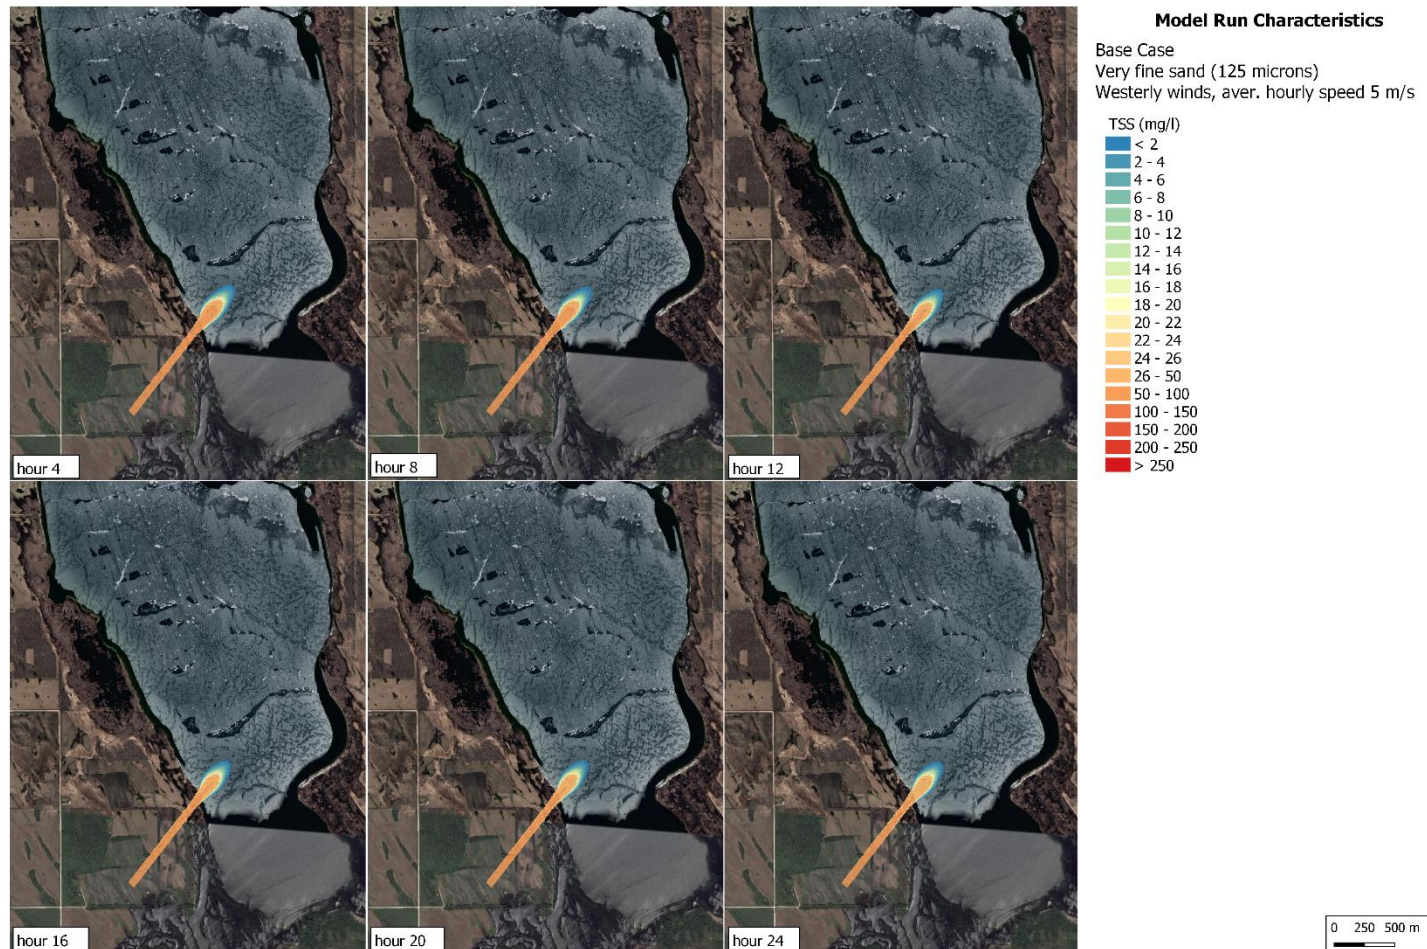 Model Run Characteristics
Base Case
Very fine sand (125 microns)
Westerly winds, aver. hourly speed 5 m/s
TSS (mg/l)
< 2
2 - 4
4 - 6
6 - 8
8 - 10
10 - 12
12 - 14
14 - 16
16 - 18
18 - 20
20 - 22
22 - 24
24 - 26
26 - 50
50 - 100
100 - 150
150 - 200
200 - 250
> 250
hour 4
hour 8
hour 12
hour 16
hour 20
hour 24
0 250 500 m